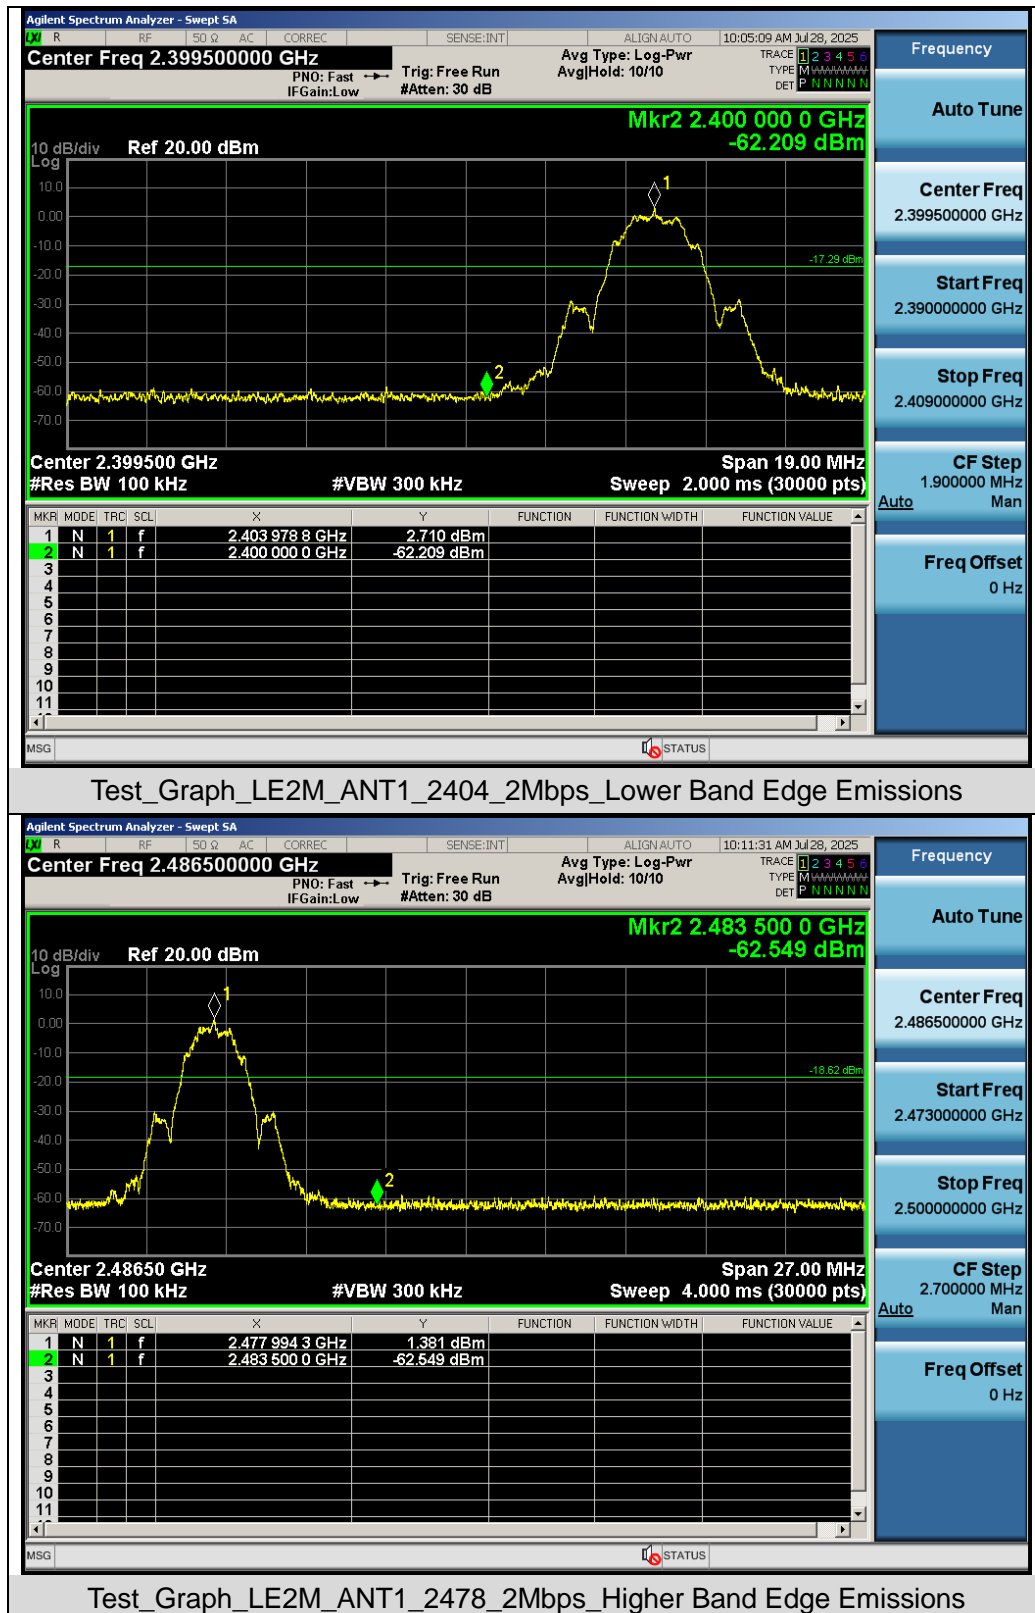 Agilent Spectrum Analyzer - Swept SA
LXI R RF 50 Ω AC CORREC SENSE:INT ALIGN AUTO 10:05:09 AM Jul 28, 2025
Center Freq 2.399500000 GHz Avg Type: Log-Pwr TRACE 1 2 3 4 5 6
PNO: Fast Trig: Free Run Avg|Hold: 10/10 TYPE M
IFGain:Low #Atten: 30 dB DET P N N N N N
Mkr2 2.400 000 0 GHz
-62.209 dBm
10 dB/div Ref 20.00 dBm
Log
10.0
0.00
-10.0
-20.0
-30.0
-40.0
-50.0
-60.0
-70.0
1
-17.29 dBm
2
Center 2.399500 GHz Span 19.00 MHz
#Res BW 100 kHz #VBW 300 kHz Sweep 2.000 ms (30000 pts)
MKR MODE TRC SCL X Y FUNCTION FUNCTION WIDTH FUNCTION VALUE
1 N 1 f 2.403 978 8 GHz 2.710 dBm
2 N 1 f 2.400 000 0 GHz -62.209 dBm
3
4
5
6
7
8
9
10
11
MSG STATUS
Frequency
Auto Tune
Center Freq
2.399500000 GHz
Start Freq
2.390000000 GHz
Stop Freq
2.409000000 GHz
CF Step
1.900000 MHz
Auto Man
Freq Offset
0 Hz
Test_Graph_LE2M_ANT1_2404_2Mbps_Lower Band Edge Emissions
Agilent Spectrum Analyzer - Swept SA
LXI R RF 50 Ω AC CORREC SENSE:INT ALIGN AUTO 10:11:31 AM Jul 28, 2025
Center Freq 2.486500000 GHz Avg Type: Log-Pwr TRACE 1 2 3 4 5 6
PNO: Fast Trig: Free Run Avg|Hold: 10/10 TYPE M
IFGain:Low #Atten: 30 dB DET P N N N N N
Mkr2 2.483 500 0 GHz
-62.549 dBm
10 dB/div Ref 20.00 dBm
Log
10.0
0.00
-10.0
-20.0
-30.0
-40.0
-50.0
-60.0
-70.0
1
-18.62 dBm
2
Center 2.48650 GHz Span 27.00 MHz
#Res BW 100 kHz #VBW 300 kHz Sweep 4.000 ms (30000 pts)
MKR MODE TRC SCL X Y FUNCTION FUNCTION WIDTH FUNCTION VALUE
1 N 1 f 2.477 994 3 GHz 1.381 dBm
2 N 1 f 2.483 500 0 GHz -62.549 dBm
3
4
5
6
7
8
9
10
11
MSG STATUS
Frequency
Auto Tune
Center Freq
2.486500000 GHz
Start Freq
2.473000000 GHz
Stop Freq
2.500000000 GHz
CF Step
2.700000 MHz
Auto Man
Freq Offset
0 Hz
Test_Graph_LE2M_ANT1_2478_2Mbps_Higher Band Edge Emissions